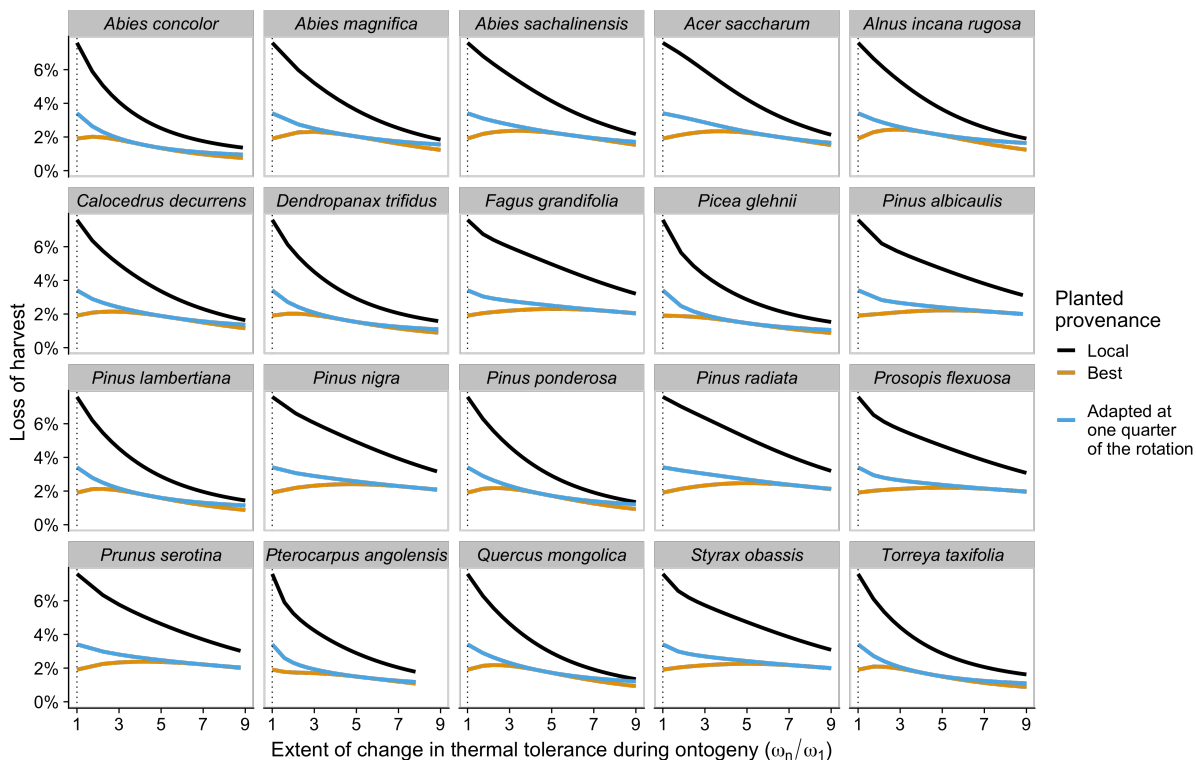 Abies concolor
Abies magnifica
Abies sachalinensis
Acer saccharum
Alnus incana rugosa
6%
4%
2%
0%
Calocedrus decurrens
Dendropanax trifidus
Fagus grandifolia
Picea glehnii
Pinus albicaulis
6%
4%
2%
0%
Pinus lambertiana
Pinus nigra
Pinus ponderosa
Pinus radiata
Prosopis flexuosa
6%
4%
2%
0%
Prunus serotina
Pterocarpus angolensis
Quercus mongolica
Styrax obassis
Torreya taxifolia
6%
4%
2%
0%
1 3 5 7 9
1 3 5 7 9
1 3 5 7 9
1 3 5 7 9
1 3 5 7 9
Loss of harvest
Extent of change in thermal tolerance during ontogeny (ωn/ω1)
Planted
provenance
Local
Best
Adapted at
one quarter
of the rotation